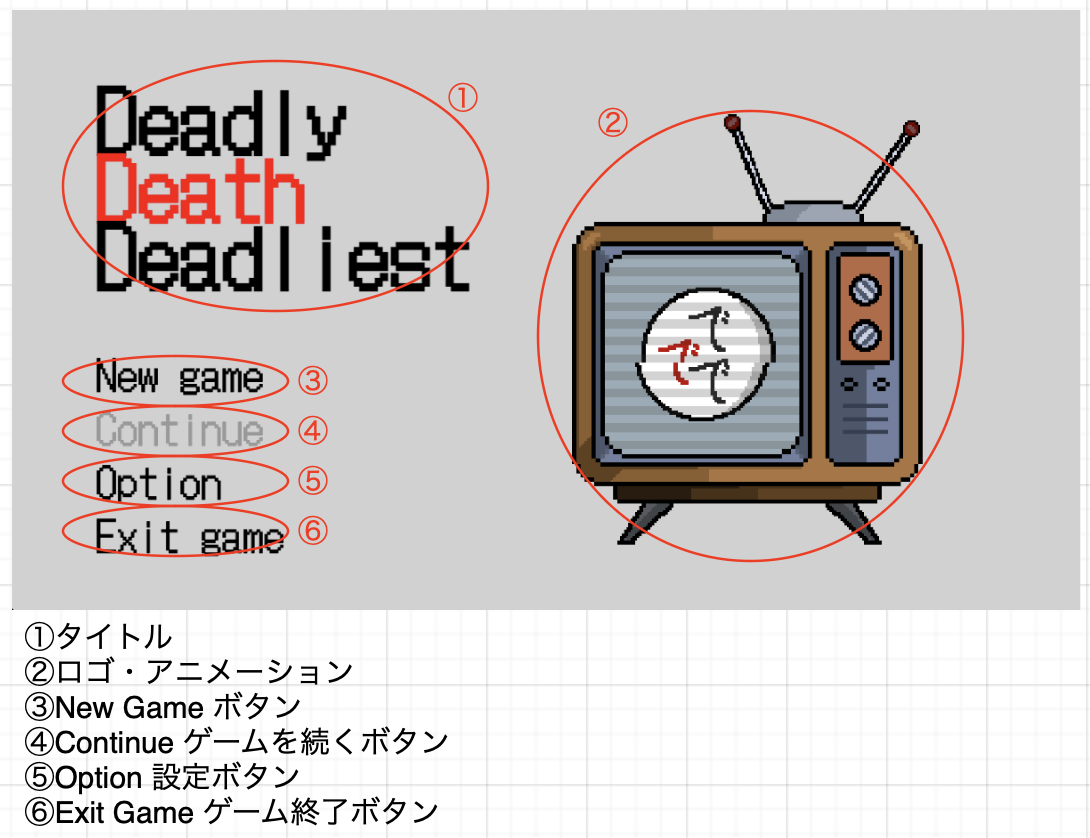 Deadly
Death
Deadliest
①
②
で
で
で
New game
③
Continue
④
Option
⑤
Exit game
⑥
①タイトル
②ロゴ・アニメーション
③New Game ボタン
④Continue ゲームを続くボタン
⑤Option 設定ボタン
⑥Exit Game ゲーム終了ボタン